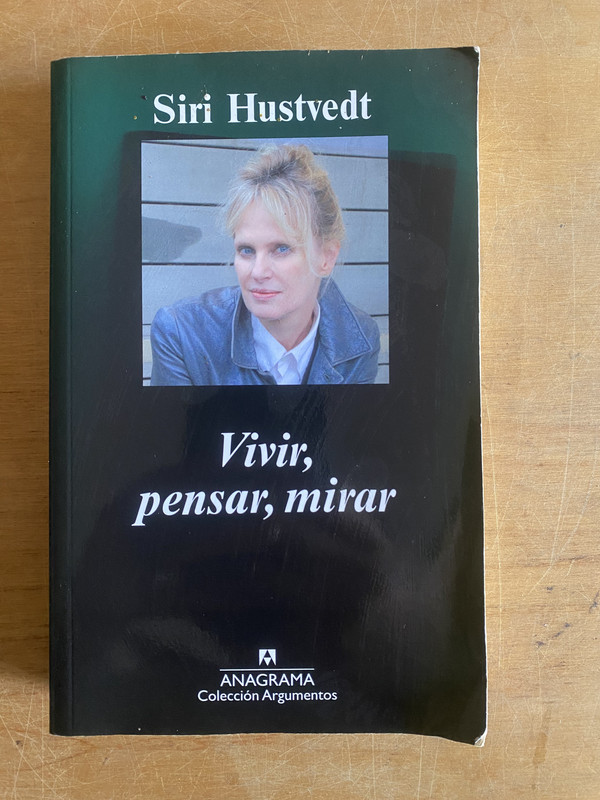 Siri Hustvedt
Vivir,
pensar, mirar
ANAGRAMA
Colección Argumentos